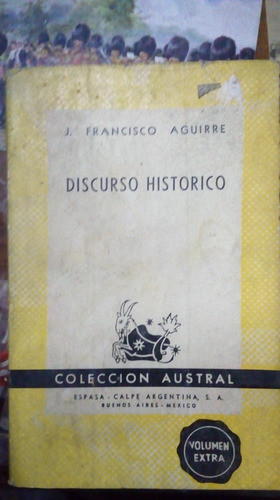 J. FRANCISCO AGUIRRE
DISCURSO HISTORICO
COLECCION AUSTRAL
ESPASA - CALPE ARGENTINA, S. A.
BUENOS AIRES - MEXICO
VOLUMEN
EXTRA